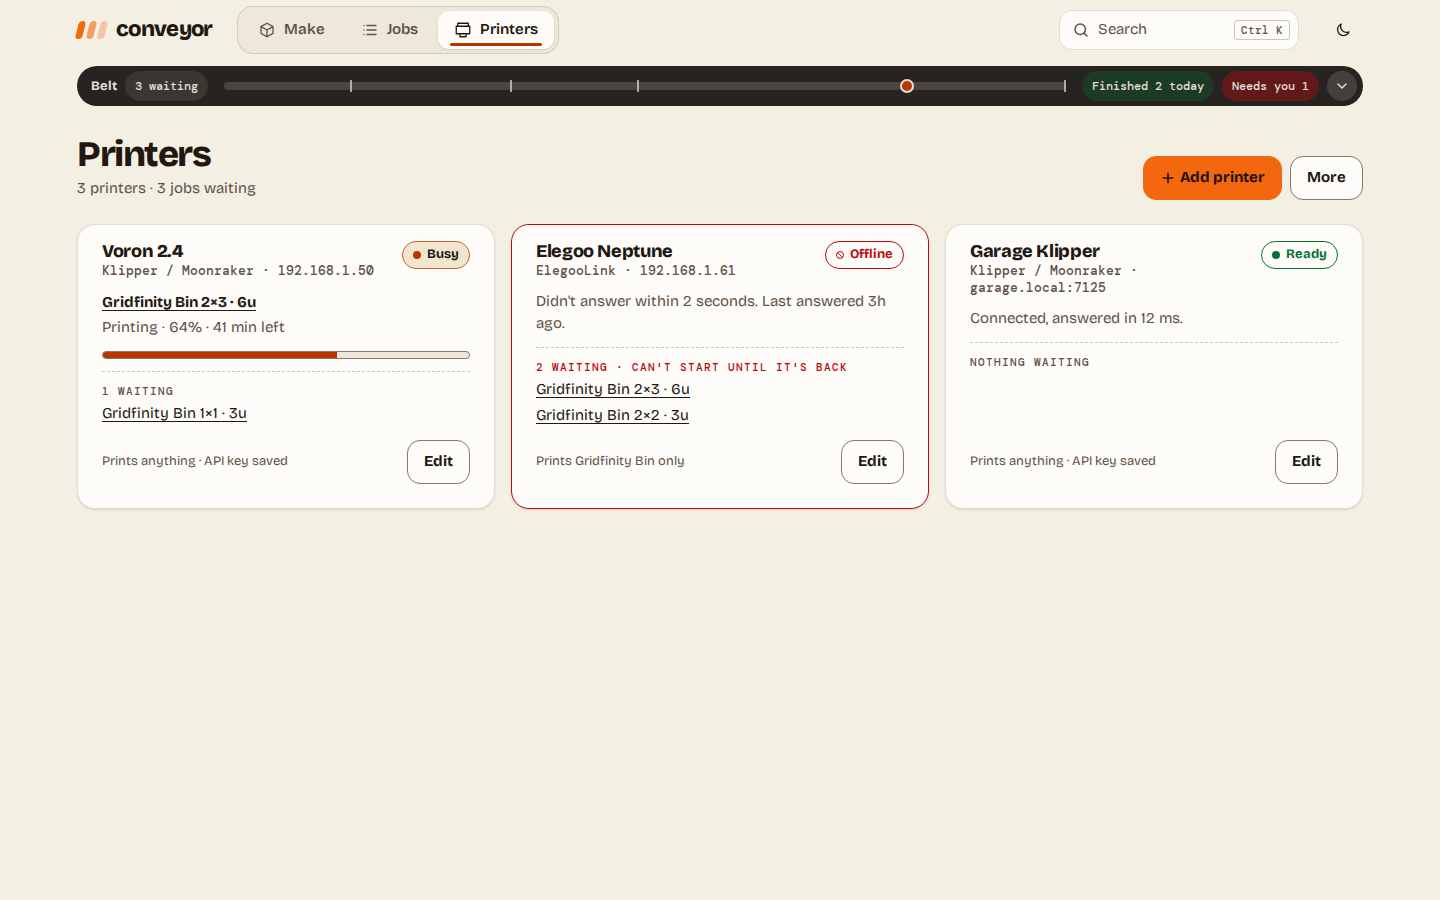 conveyor
Make
Jobs
Printers
Search
Ctrl K
Belt
3 waiting
Finished 2 today
Needs you 1
Printers
3 printers · 3 jobs waiting
+ Add printer
More
Voron 2.4
Busy
Klipper / Moonraker · 192.168.1.50
Gridfinity Bin 2×3 · 6u
Printing · 64% · 41 min left
1 WAITING
Gridfinity Bin 1×1 · 3u
Prints anything · API key saved
Edit
Elegoo Neptune
Offline
ElegooLink · 192.168.1.61
Didn't answer within 2 seconds. Last answered 3h
ago.
2 WAITING · CAN'T START UNTIL IT'S BACK
Gridfinity Bin 2×3 · 6u
Gridfinity Bin 2×2 · 3u
Prints Gridfinity Bin only
Edit
Garage Klipper
Ready
Klipper / Moonraker ·
garage.local:7125
Connected, answered in 12 ms.
NOTHING WAITING
Prints anything · API key saved
Edit